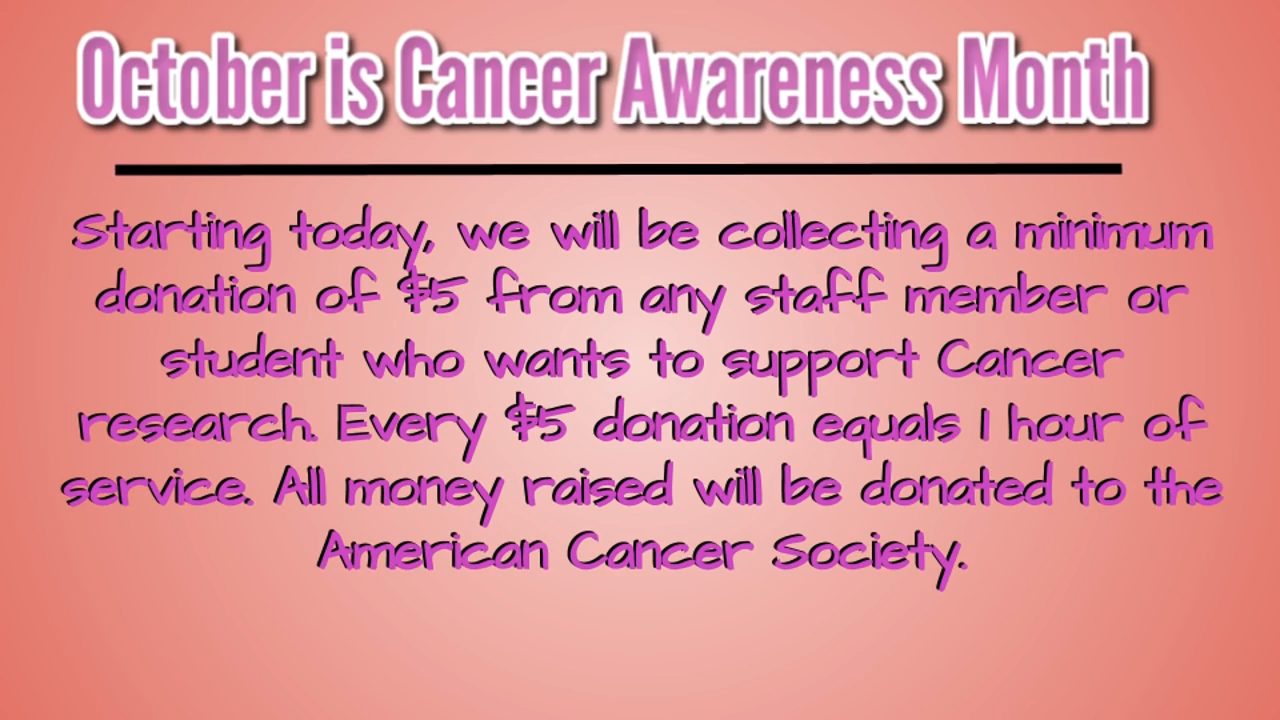 October is Cancer Awareness Month
Starting today, we will be collecting a minimum
donation of $5 from any staff member or
student who wants to support Cancer
research. Every $5 donation equals 1 hour of
service. All money raised will be donated to the
American Cancer Society.